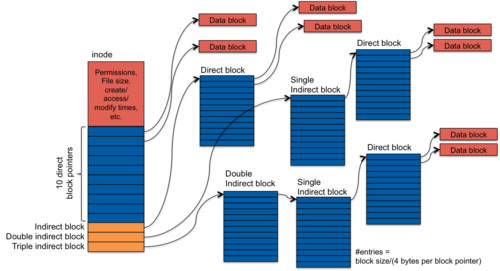 Data block
Data block
Data block
Data block
Data block
Data block
inode
Permissions,
File size,
create/
access/
modify times,
etc.
Direct block
Single
Indirect block
Direct block
10 direct
block pointers
Data block
Data block
Direct block
Double
Indirect block
Single
Indirect block
Indirect block
Double indirect block
Triple indirect block
#entries =
block size/(4 bytes per block pointer)